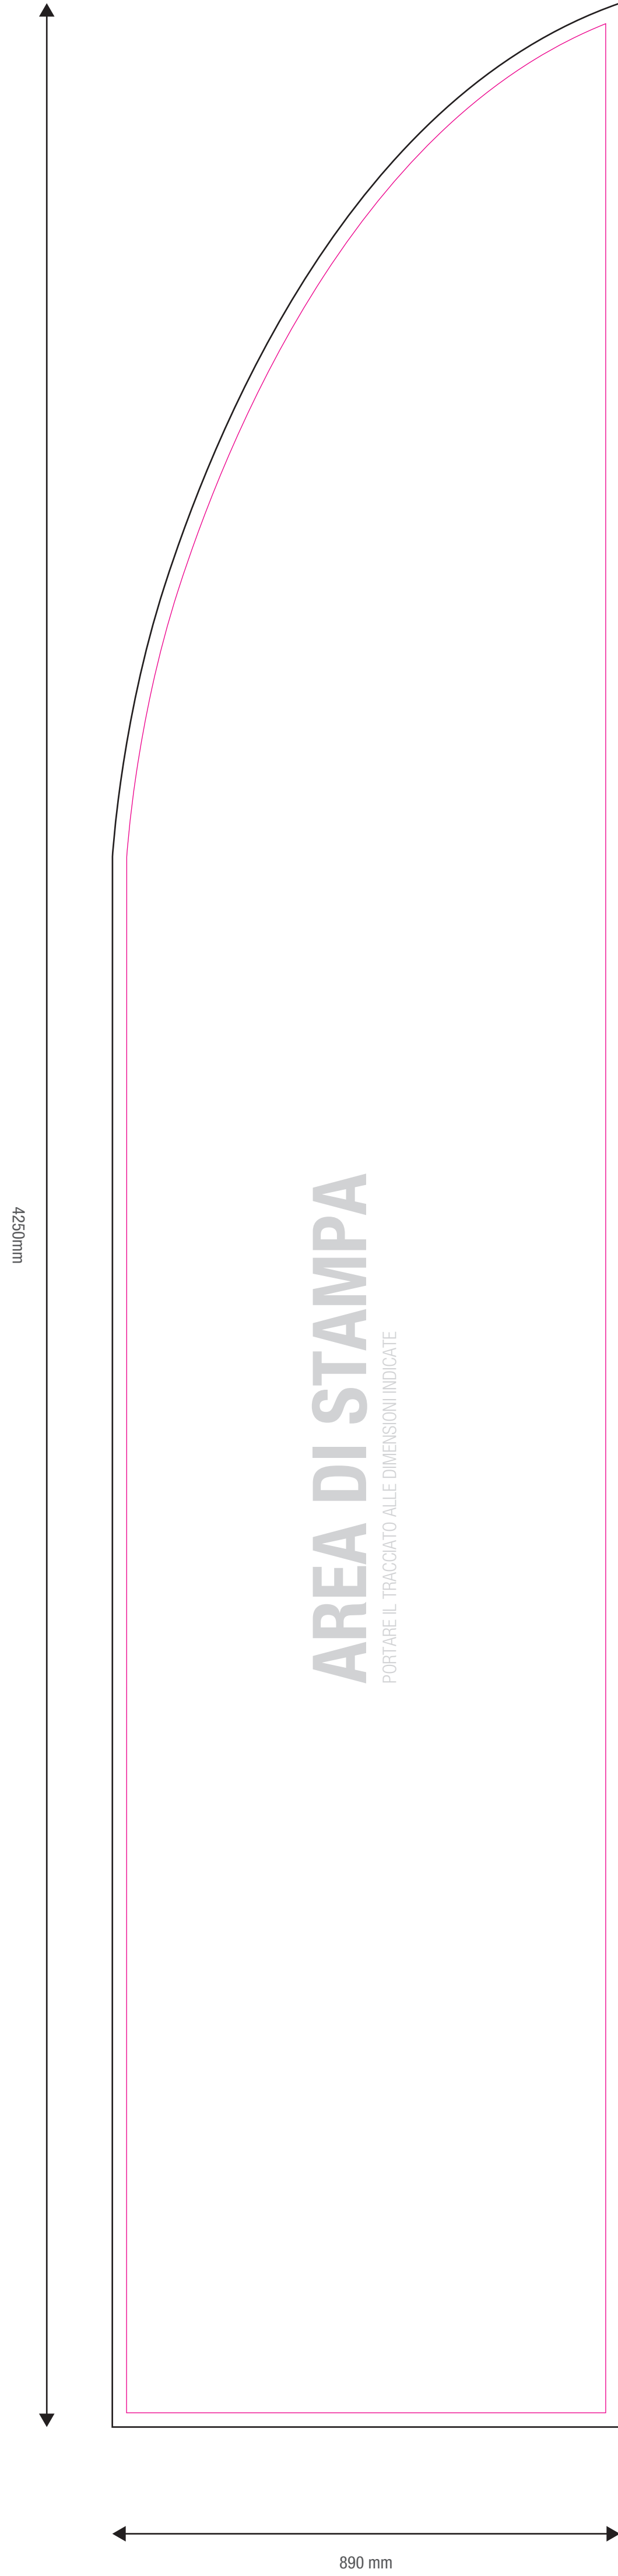 4250mm
AREA DI STAMPA
PORTARE IL TRACCIATO ALLE DIMENSIONI INDICATE
890 mm